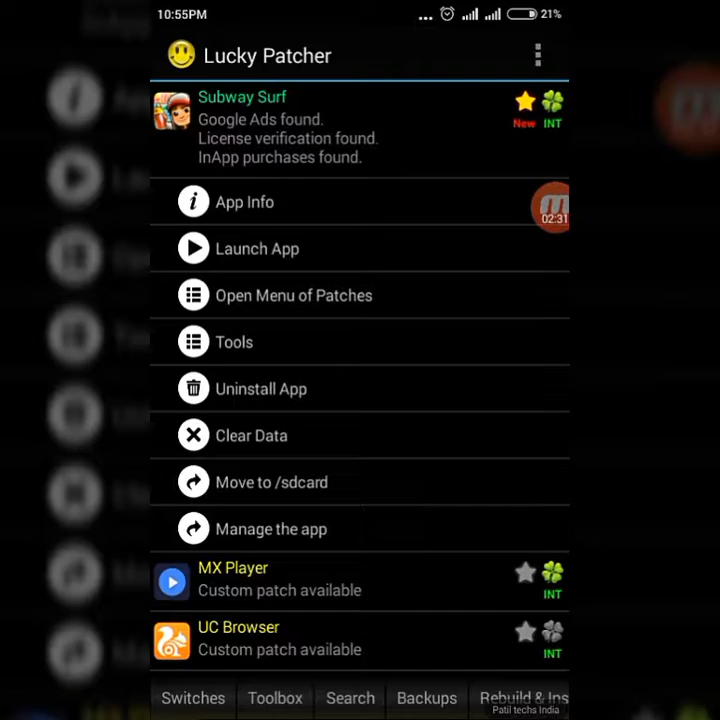 10:55PM
21%
Lucky Patcher
Subway Surf
Google Ads found.
License verification found.
InApp purchases found.
New
INT
App Info
02:31
Launch App
Open Menu of Patches
Tools
Uninstall App
Clear Data
Move to /sdcard
Manage the app
MX Player
Custom patch available
INT
UC Browser
Custom patch available
INT
Switches
Toolbox
Search
Backups
Rebuild & Ins
Patil techs India